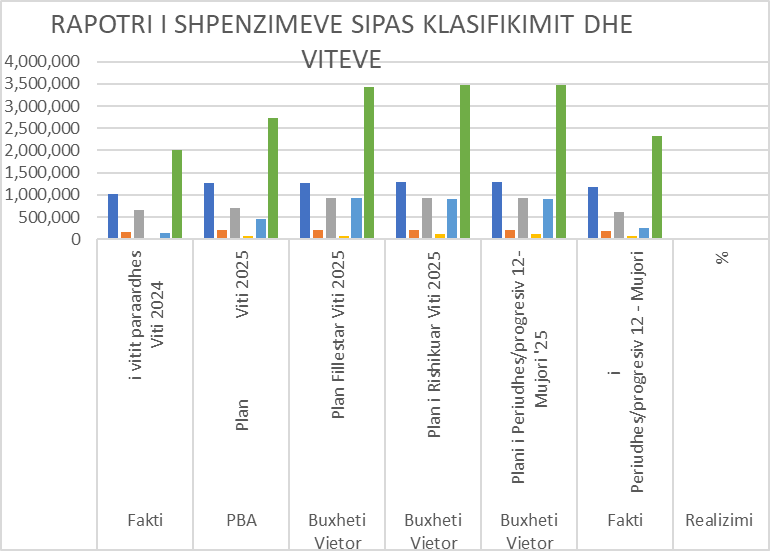 RAPOTRI I SHPENZIMEVE SIPAS KLASIFIKIMIT DHE
VITEVE
4,000,000
3,500,000
3,000,000
2,500,000
2,000,000
1,500,000
1,000,000
500,000
0
i vitit paraardhes
Viti 2024
Plan Viti 2025
Plan Fillestar Viti 2025
Plan i Rishikuar Viti 2025
Plani i Periudhes/progresiv 12-
Mujori '25
i
Periudhes/progresiv 12 - Mujori
%
Fakti
PBA
Buxheti
Vietor
Buxheti
Vjetor
Buxheti
Vjetor
Fakti
Realizimi